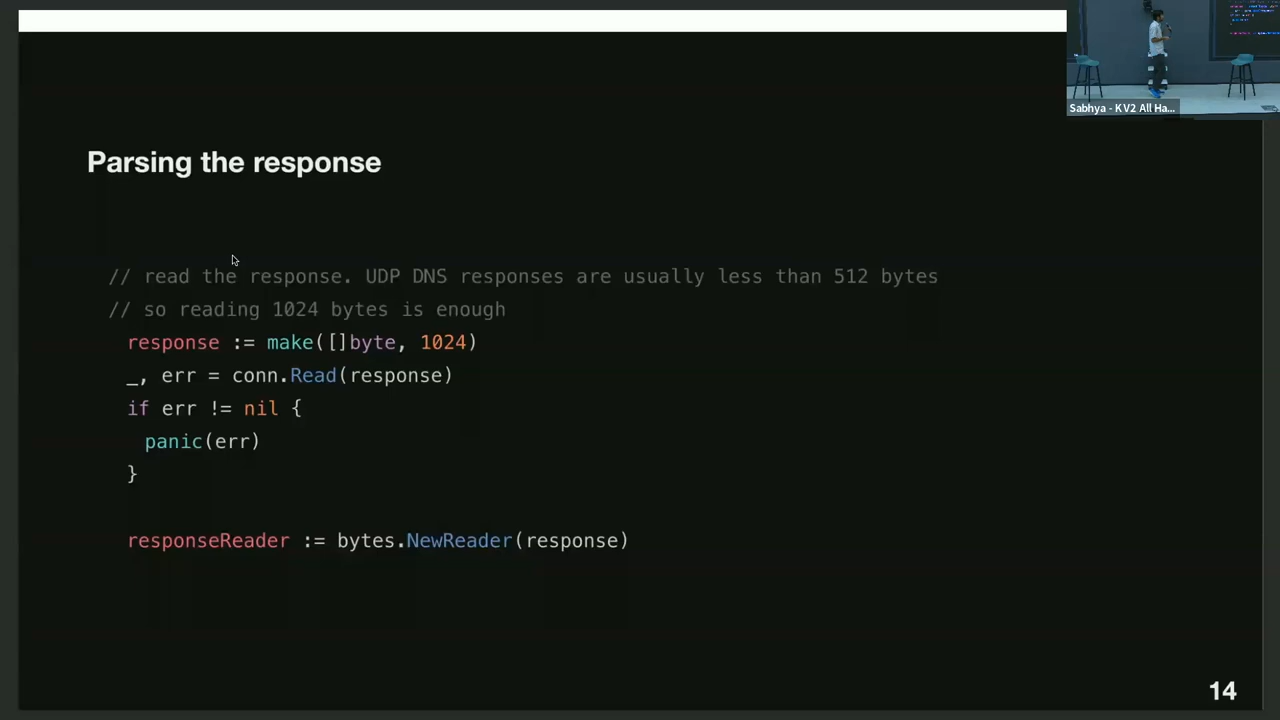 Sabhya - KV2 All Ha...
Parsing the response
// read the response. UDP DNS responses are usually less than 512 bytes
// so reading 1024 bytes is enough
response := make([]byte, 1024)
_, err = conn.Read(response)
if err != nil {
panic(err)
}
responseReader := bytes.NewReader(response)
14